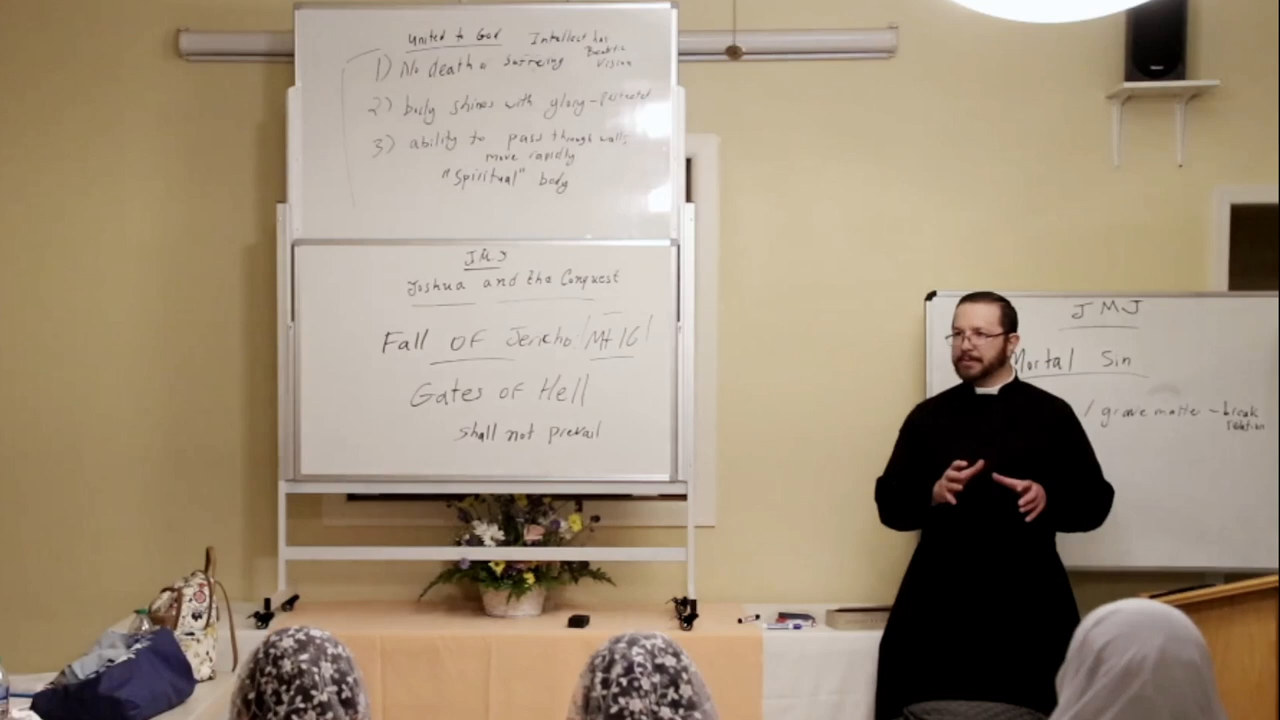 United to God Intellect has
Beatific
Vision
1) No death or suffering
2) body shines with glory -
3) ability to pass through walls,
move rapidly
"Spiritual" body
J.M.J
Joshua and the Conquest
Fall OF Jericho |Mt 16|
Gates of Hell
shall not prevail
J M J
Mortal Sin
/ grave matter - break
relation